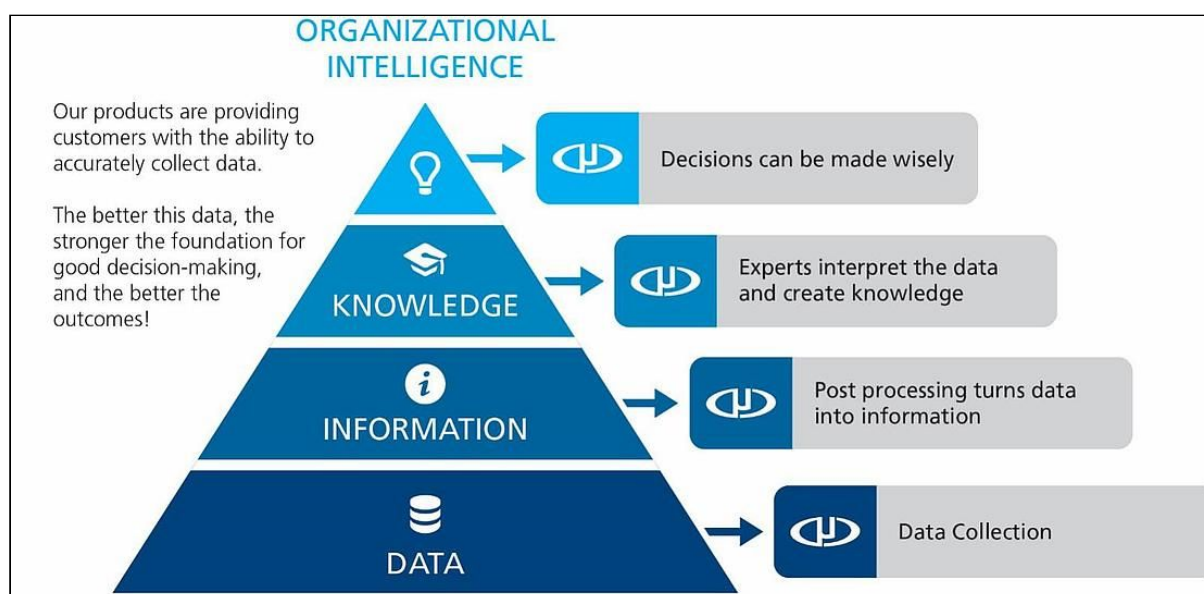 ORGANIZATIONAL
INTELLIGENCE
Our products are providing
customers with the ability to
accurately collect data.
The better this data, the
stronger the foundation for
good decision-making,
and the better the
outcomes!
Decisions can be made wisely
KNOWLEDGE
Experts interpret the data
and create knowledge
INFORMATION
Post processing turns data
into information
DATA
Data Collection